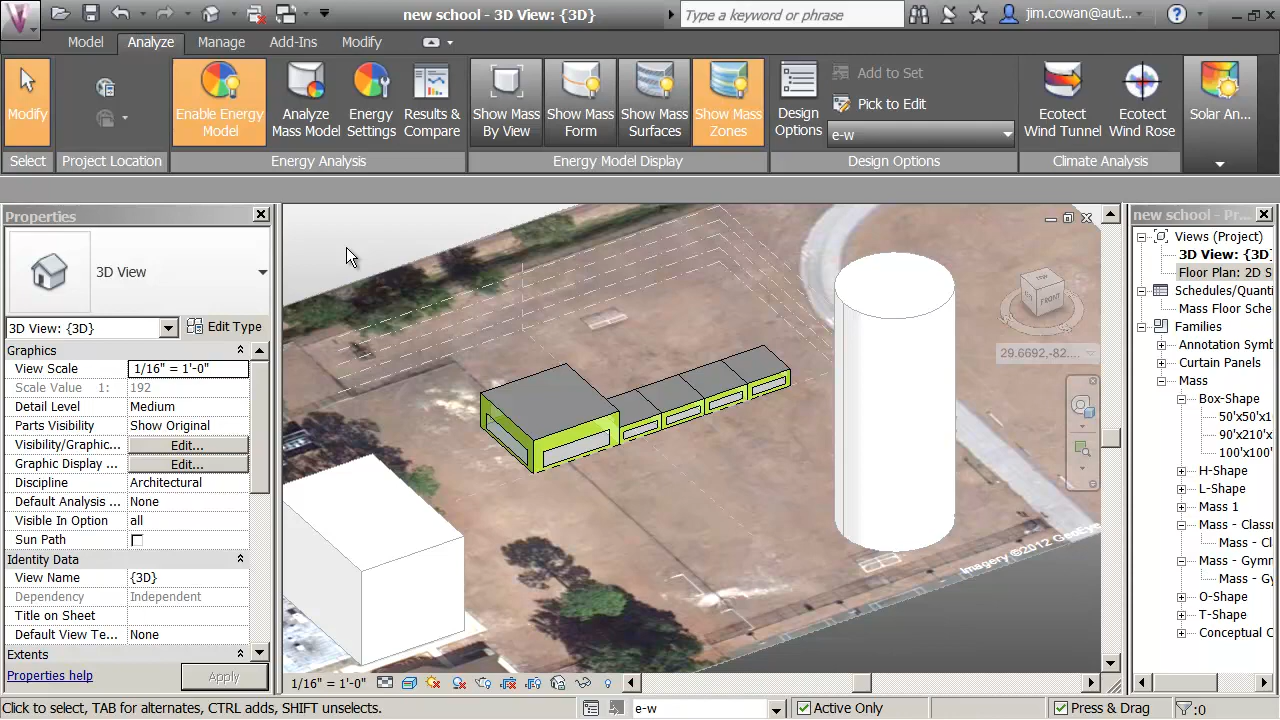 new school - 3D View: {3D}
Type a keyword or phrase
jim.cowan@aut...
Model
Analyze
Manage
Add-Ins
Modify
Modify
Select
Project Location
Enable Energy
Model
Analyze
Mass Model
Energy
Settings
Results &
Compare
Energy Analysis
Show Mass
By View
Show Mass
Form
Show Mass
Surfaces
Show Mass
Zones
Energy Model Display
Design
Options
Add to Set
Pick to Edit
e-w
Design Options
Ecotect
Wind Tunnel
Ecotect
Wind Rose
Climate Analysis
Solar An...
Properties
3D View
3D View: {3D}
Edit Type
Graphics
View Scale
1/16" = 1'-0"
Scale Value 1:
192
Detail Level
Medium
Parts Visibility
Show Original
Visibility/Graphic...
Edit...
Graphic Display ...
Edit...
Discipline
Architectural
Default Analysis ...
None
Visible In Option
all
Sun Path
Identity Data
View Name
{3D}
Dependency
Independent
Title on Sheet
Default View Te...
None
Extents
Properties help
Apply
TOP
FRONT
29.6692,-82....
Imagery ©2012 GeoEye
1/16" = 1'-0"
new school - Pr...
Views (Project)
3D View: {3D
Floor Plan: 2D S
Schedules/Quanti
Mass Floor Sche
Families
Annotation Symb
Curtain Panels
Mass
Box-Shape
50'x50'x1
90'x210'x
100'x100'
H-Shape
L-Shape
Mass 1
Mass - Classr
Mass - Cl
Mass - Gymn
Mass - Gy
O-Shape
T-Shape
Conceptual C
Click to select, TAB for alternates, CTRL adds, SHIFT unselects.
e-w
Active Only
Press & Drag
:0